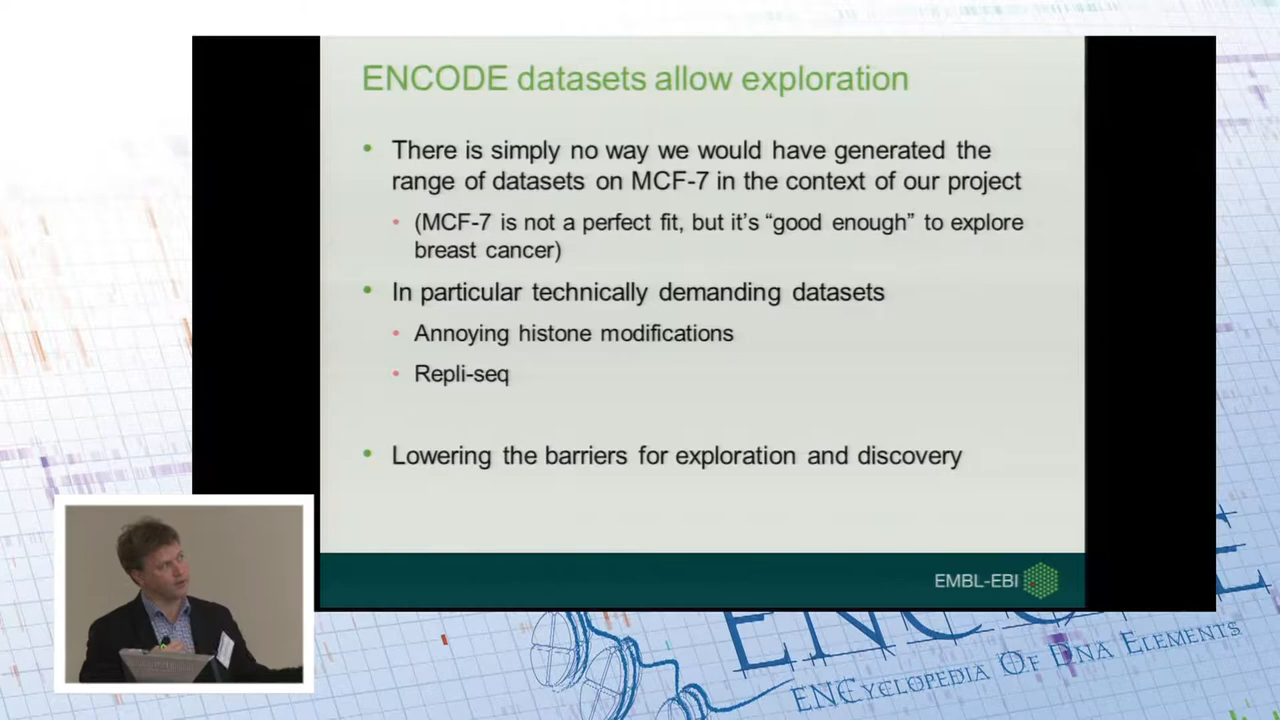 ENCODE datasets allow exploration
• There is simply no way we would have generated the
range of datasets on MCF-7 in the context of our project
• (MCF-7 is not a perfect fit, but it's “good enough” to explore
breast cancer)
• In particular technically demanding datasets
• Annoying histone modifications
• Repli-seq
• Lowering the barriers for exploration and discovery
EMBL-EBI
ENCODE
ENCYCLOPEDIA OF DNA ELEMENTS